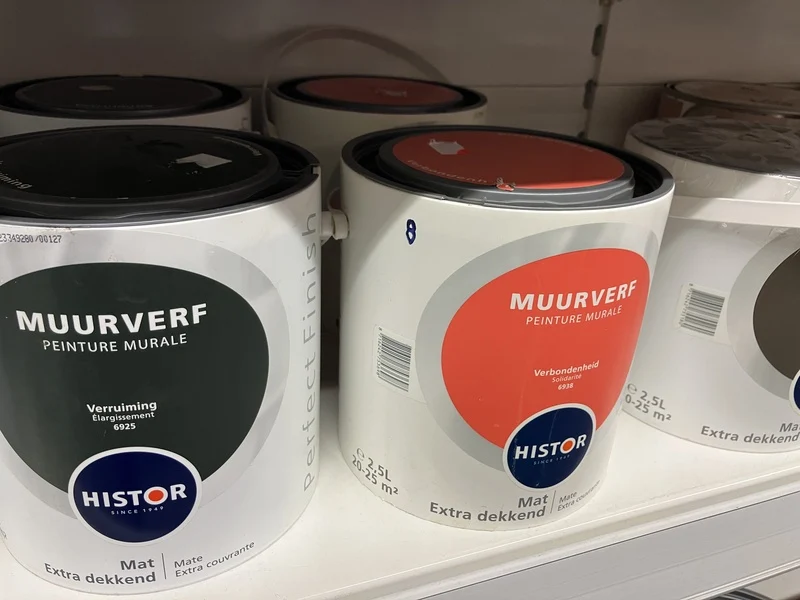 23349280/00127
MUURVERF
PEINTURE MURALE
Verruiming
Élargissement
6925
HISTOR
SINCE 1949
Mat
Extra dekkend
Mate
Extra couvrante
Perfect Finish
8
MUURVERF
PEINTURE MURALE
Verbondenheid
Solidarité
6938
HISTOR
SINCE 1949
2,5L
20-25 m²
Mat
Extra dekkend
Mate
Extra couvrante
2,5L
20-25 m²
Mat
Extra dekkend